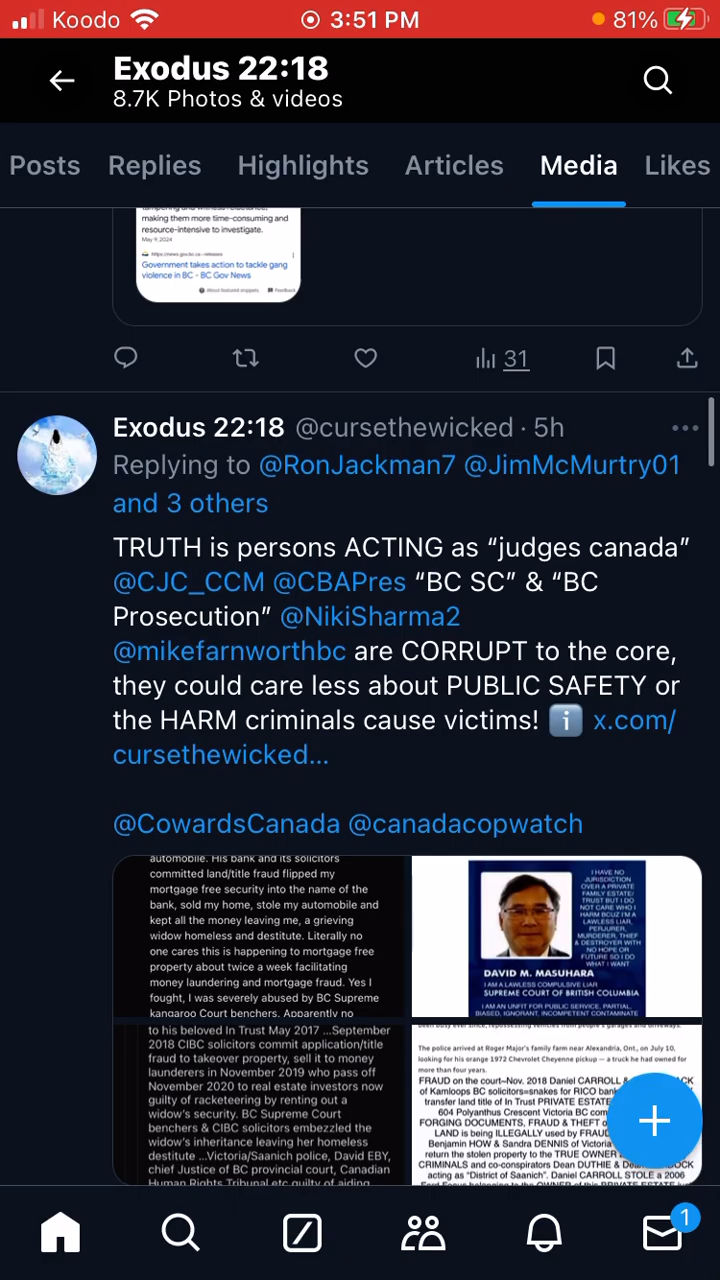 Koodo 3:51 PM 81%
Exodus 22:18
8.7K Photos & videos
Posts Replies Highlights Articles Media Likes
making them more time-consuming and
resource-intensive to investigate.
May 9, 2024
https://news.gov.bc.ca › releases
Government takes action to tackle gang
violence in BC - BC Gov News
About featured snippets Feedback
31
Exodus 22:18 @cursethewicked · 5h
Replying to @RonJackman7 @JimMcMurtry01
and 3 others
TRUTH is persons ACTING as “judges canada”
@CJC_CCM @CBAPres “BC SC” & “BC
Prosecution” @NikiSharma2
@mikefarnworthbc are CORRUPT to the core,
they could care less about PUBLIC SAFETY or
the HARM criminals cause victims! ℹ️ x.com/
cursethewicked...
@CowardsCanada @canadacopwatch
automobile. His bank and its solicitors
committed land/title fraud flipped my
mortgage free security into the name of the
bank, sold my home, stole my automobile and
kept all the money leaving me, a grieving
widow homeless and destitute. Literally no
one cares this is happening to mortgage free
property about twice a week facilitating
money laundering and mortgage fraud. Yes I
fought, I was severely abused by BC Supreme
kangaroo Court benchers. Apparently no
I HAVE NO
JURISDICTION
OVER A PRIVATE
FAMILY ESTATE/
TRUST BUT I DO
NOT CARE WHO I
HARM BCUZ I'M A
LAWLESS LIAR,
PERJURER,
MURDERER, THIEF
& DESTROYER WITH
NO HOPE OR
FUTURE SO I DO
WHAT I WANT
DAVID M. MASUHARA
I AM A LAWLESS COMPULSIVE LIAR
SUPREME COURT OF BRITISH COLUMBIA
I AM AN UNFIT FOR PUBLIC SERVICE, PARTIAL,
BIASED, IGNORANT, INCOMPETENT CONTAMINATE
to his beloved In Trust May 2017 ...September
2018 CIBC solicitors commit application/title
fraud to takeover property, sell it to money
launderers in November 2019 who pass off
November 2020 to real estate investors now
guilty of racketeering by renting out a
widow's security. BC Supreme Court
benchers & CIBC solicitors embezzled the
widow's inheritance leaving her homeless
destitute ...Victoria/Saanich police, David EBY,
chief Justice of BC provincial court, Canadian
Human Rights Tribunal etc guilty of aiding
The police arrived at Roger Major's family farm near Alexandria, Ont., on July 10,
looking for his orange 1972 Chevrolet Cheyenne pickup — a truck he had owned for
more than four years.
FRAUD on the court--Nov. 2018 Daniel CARROLL &
of Kamloops BC solicitors=snakes for RICO
transfer land title of In Trust PRIVATE
604 Polyanthus Crescent Victoria BC
FORGING DOCUMENTS, FRAUD & THEFT
LAND is being ILLEGALLY used by
Benjamin HOW & Sandra DENNIS of Victoria
return the stolen property to the TRUE OWNER
CRIMINALS and co-conspirators Dean DUTHIE &
acting as "District of Saanich". Daniel CARROLL STOLE a 2006
1